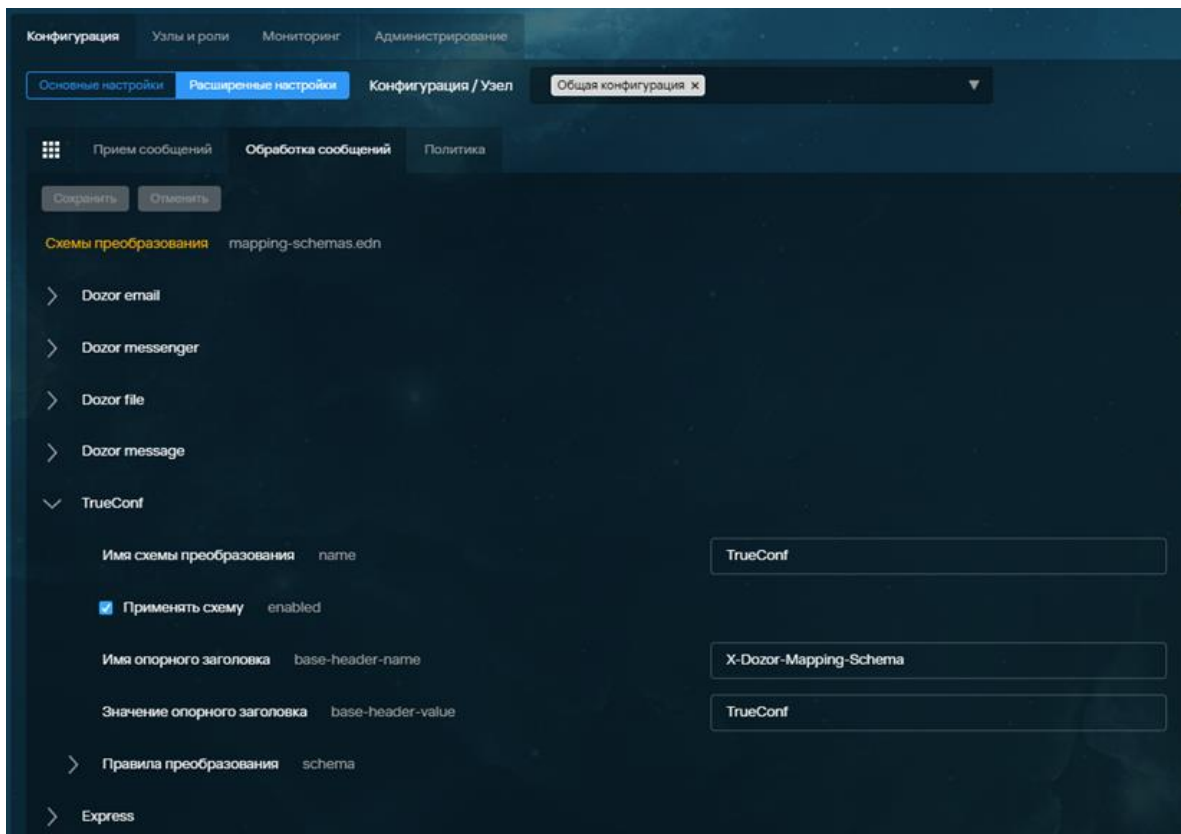 Конфигурация Узлы и роли Мониторинг Администрирование
Основные настройки Расширенные настройки Конфигурация / Узел Общая конфигурация ×
Прием сообщений Обработка сообщений Политика
Сохранить Отменить
Схемы преобразования mapping-schemas.edn
Dozor email
Dozor messenger
Dozor file
Dozor message
TrueConf
Имя схемы преобразования name TrueConf
Применять схему enabled
Имя опорного заголовка base-header-name X-Dozor-Mapping-Schema
Значение опорного заголовка base-header-value TrueConf
Правила преобразования schema
Express